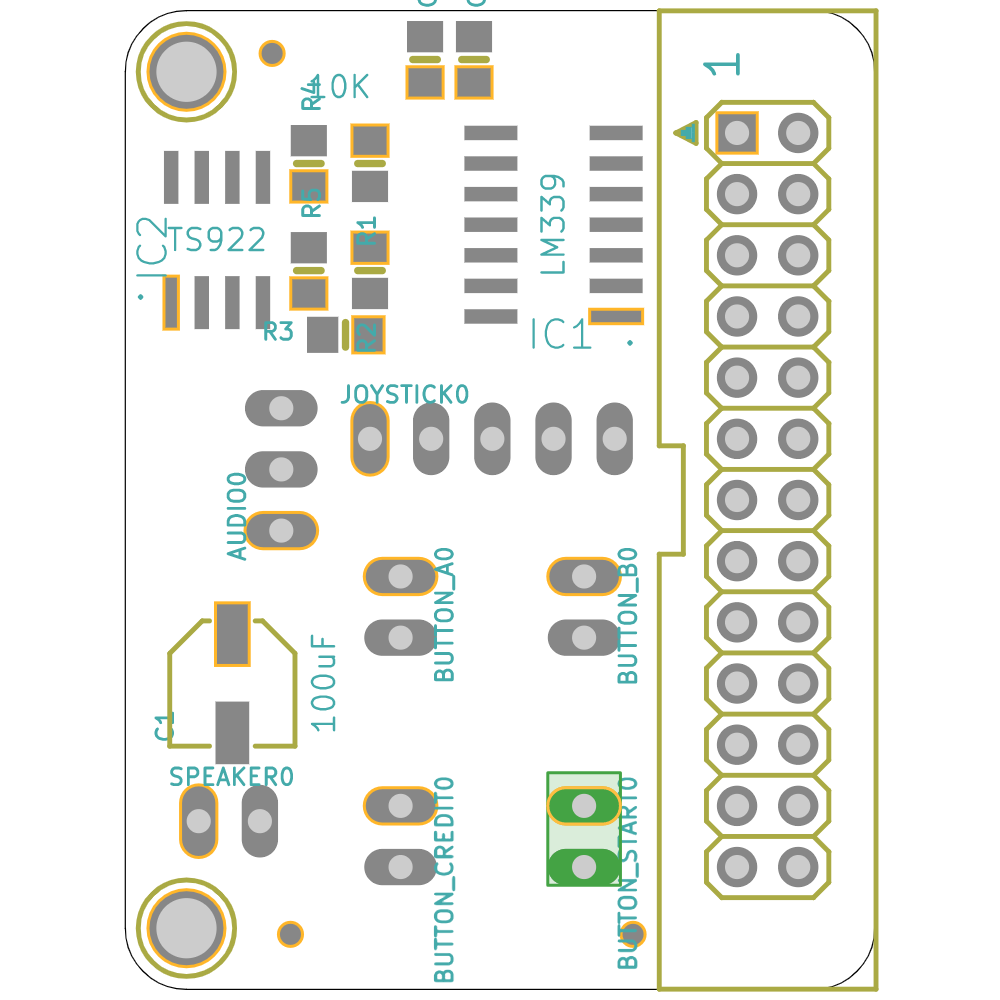 1
R4
10K
R5
R1
IC2
TS922
LM339
R3
R2
IC1
JOYSTICK0
AUDIO0
BUTTON_A0
BUTTON_B0
100uF
C1
SPEAKER0
BUTTON_CREDIT0
BUTTON_START0